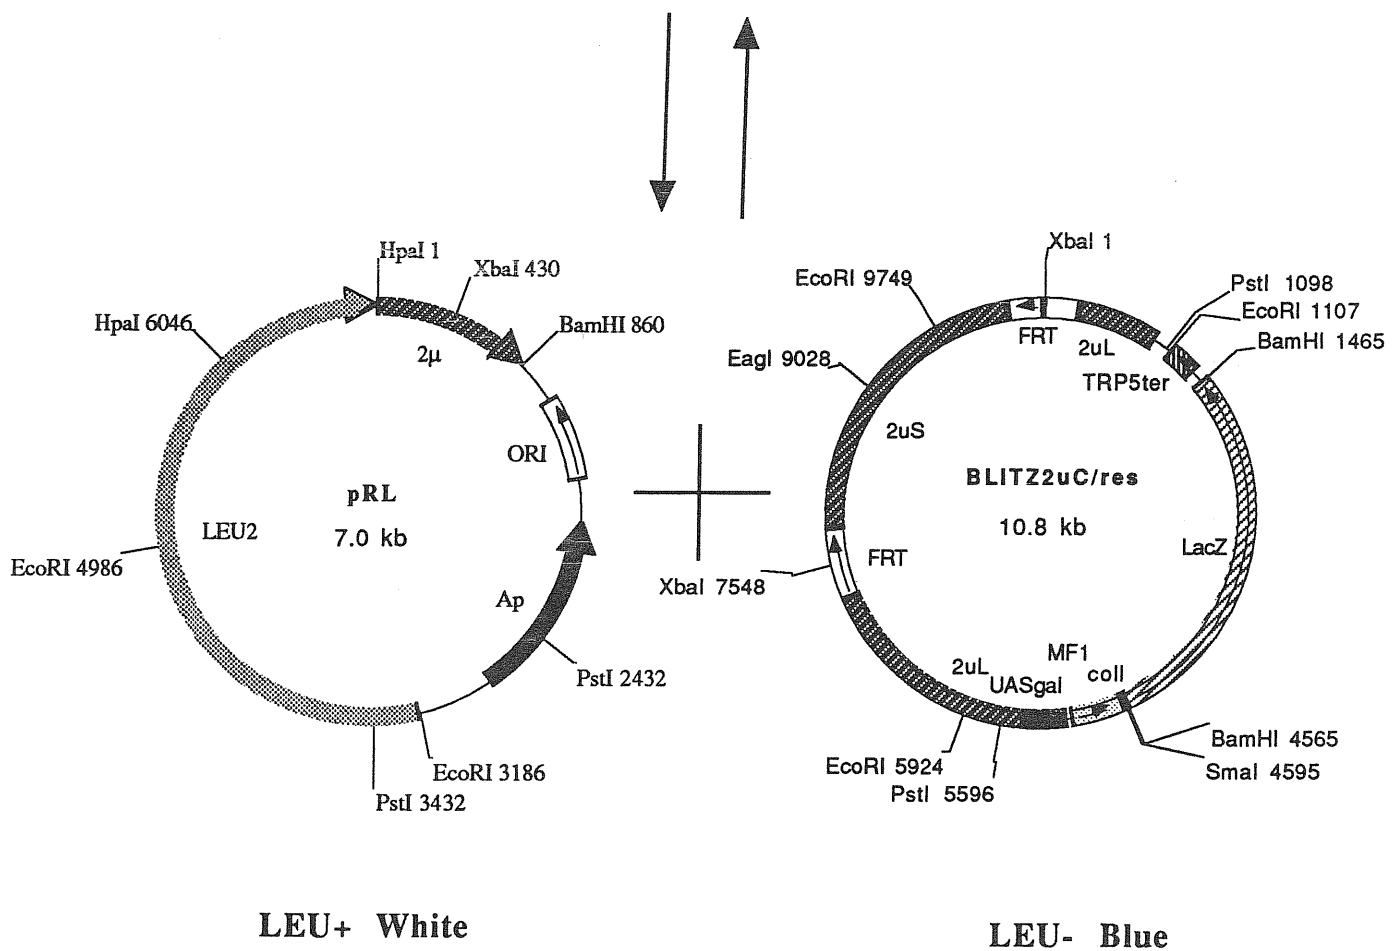 HpaI 1
XbaI 430
HpaI 6046
BamHI 860
2μ
ORI
pRL
7.0 kb
LEU2
EcoRI 4986
Ap
PstI 2432
EcoRI 3186
PstI 3432
LEU+ White
XbaI 1
EcoRI 9749
PstI 1098
EcoRI 1107
BamHI 1465
FRT
2uL
TRP5ter
EagI 9028
2uS
BLITZ2uC/res
10.8 kb
LacZ
FRT
XbaI 7548
MF1
coII
2uL
UASgal
BamHI 4565
SmaI 4595
EcoRI 5924
PstI 5596
LEU- Blue